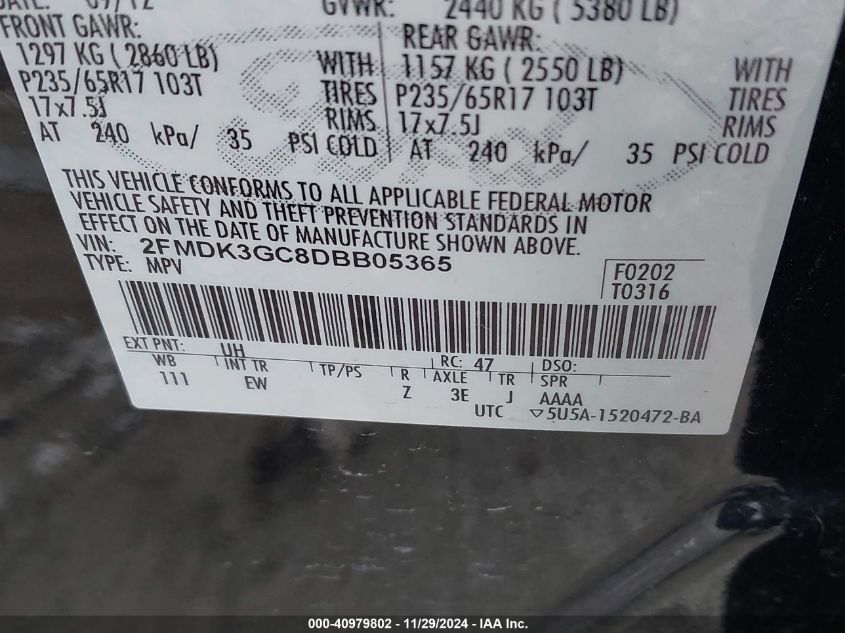 DATE: 09/12 GVWR: 2440 KG ( 5380 LB)
FRONT GAWR: REAR GAWR:
1297 KG ( 2860 LB) WITH 1157 KG ( 2550 LB) WITH
P235/65R17 103T TIRES P235/65R17 103T TIRES
17x7.5J RIMS 17x7.5J RIMS
AT 240 kPa/ 35 PSI COLD AT 240 kPa/ 35 PSI COLD
THIS VEHICLE CONFORMS TO ALL APPLICABLE FEDERAL MOTOR
VEHICLE SAFETY AND THEFT PREVENTION STANDARDS IN
EFFECT ON THE DATE OF MANUFACTURE SHOWN ABOVE.
VIN: 2FMDK3GC8DBB05365
TYPE: MPV
F0202
T0316
EXT PNT: UH RC: 47 DSO:
WB INT TR TP/PS R AXLE TR SPR
111 EW Z 3E J AAAA
UTC ▽5U5A-1520472-BA
000-40979802 - 11/29/2024 - IAA Inc.